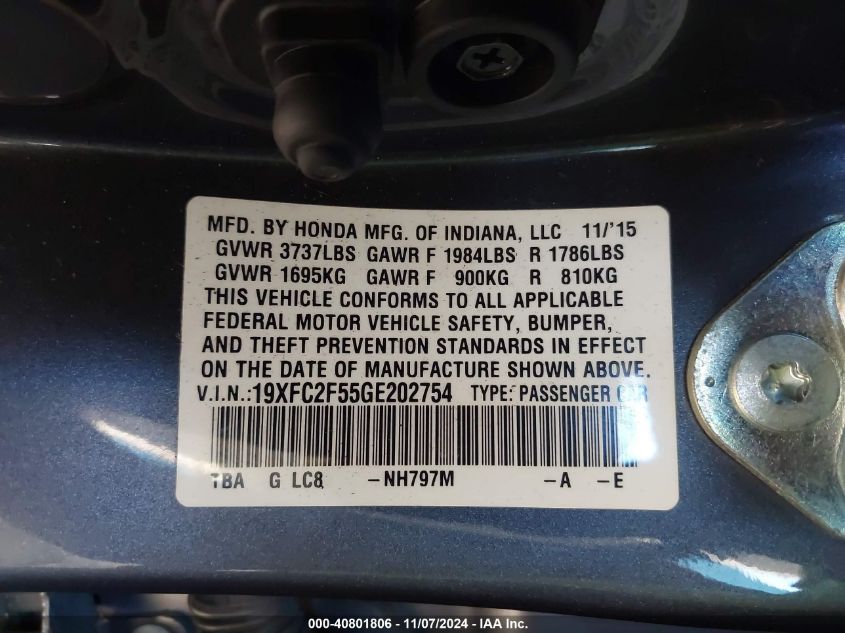 MFD. BY HONDA MFG. OF INDIANA, LLC 11/'15
GVWR 3737LBS GAWR F 1984LBS R 1786LBS
GVWR 1695KG GAWR F 900KG R 810KG
THIS VEHICLE CONFORMS TO ALL APPLICABLE
FEDERAL MOTOR VEHICLE SAFETY, BUMPER,
AND THEFT PREVENTION STANDARDS IN EFFECT
ON THE DATE OF MANUFACTURE SHOWN ABOVE.
V.I.N.:19XFC2F55GE202754 TYPE: PASSENGER CAR
TBA G LC8 -NH797M -A -E
000-40801806 - 11/07/2024 - IAA Inc.